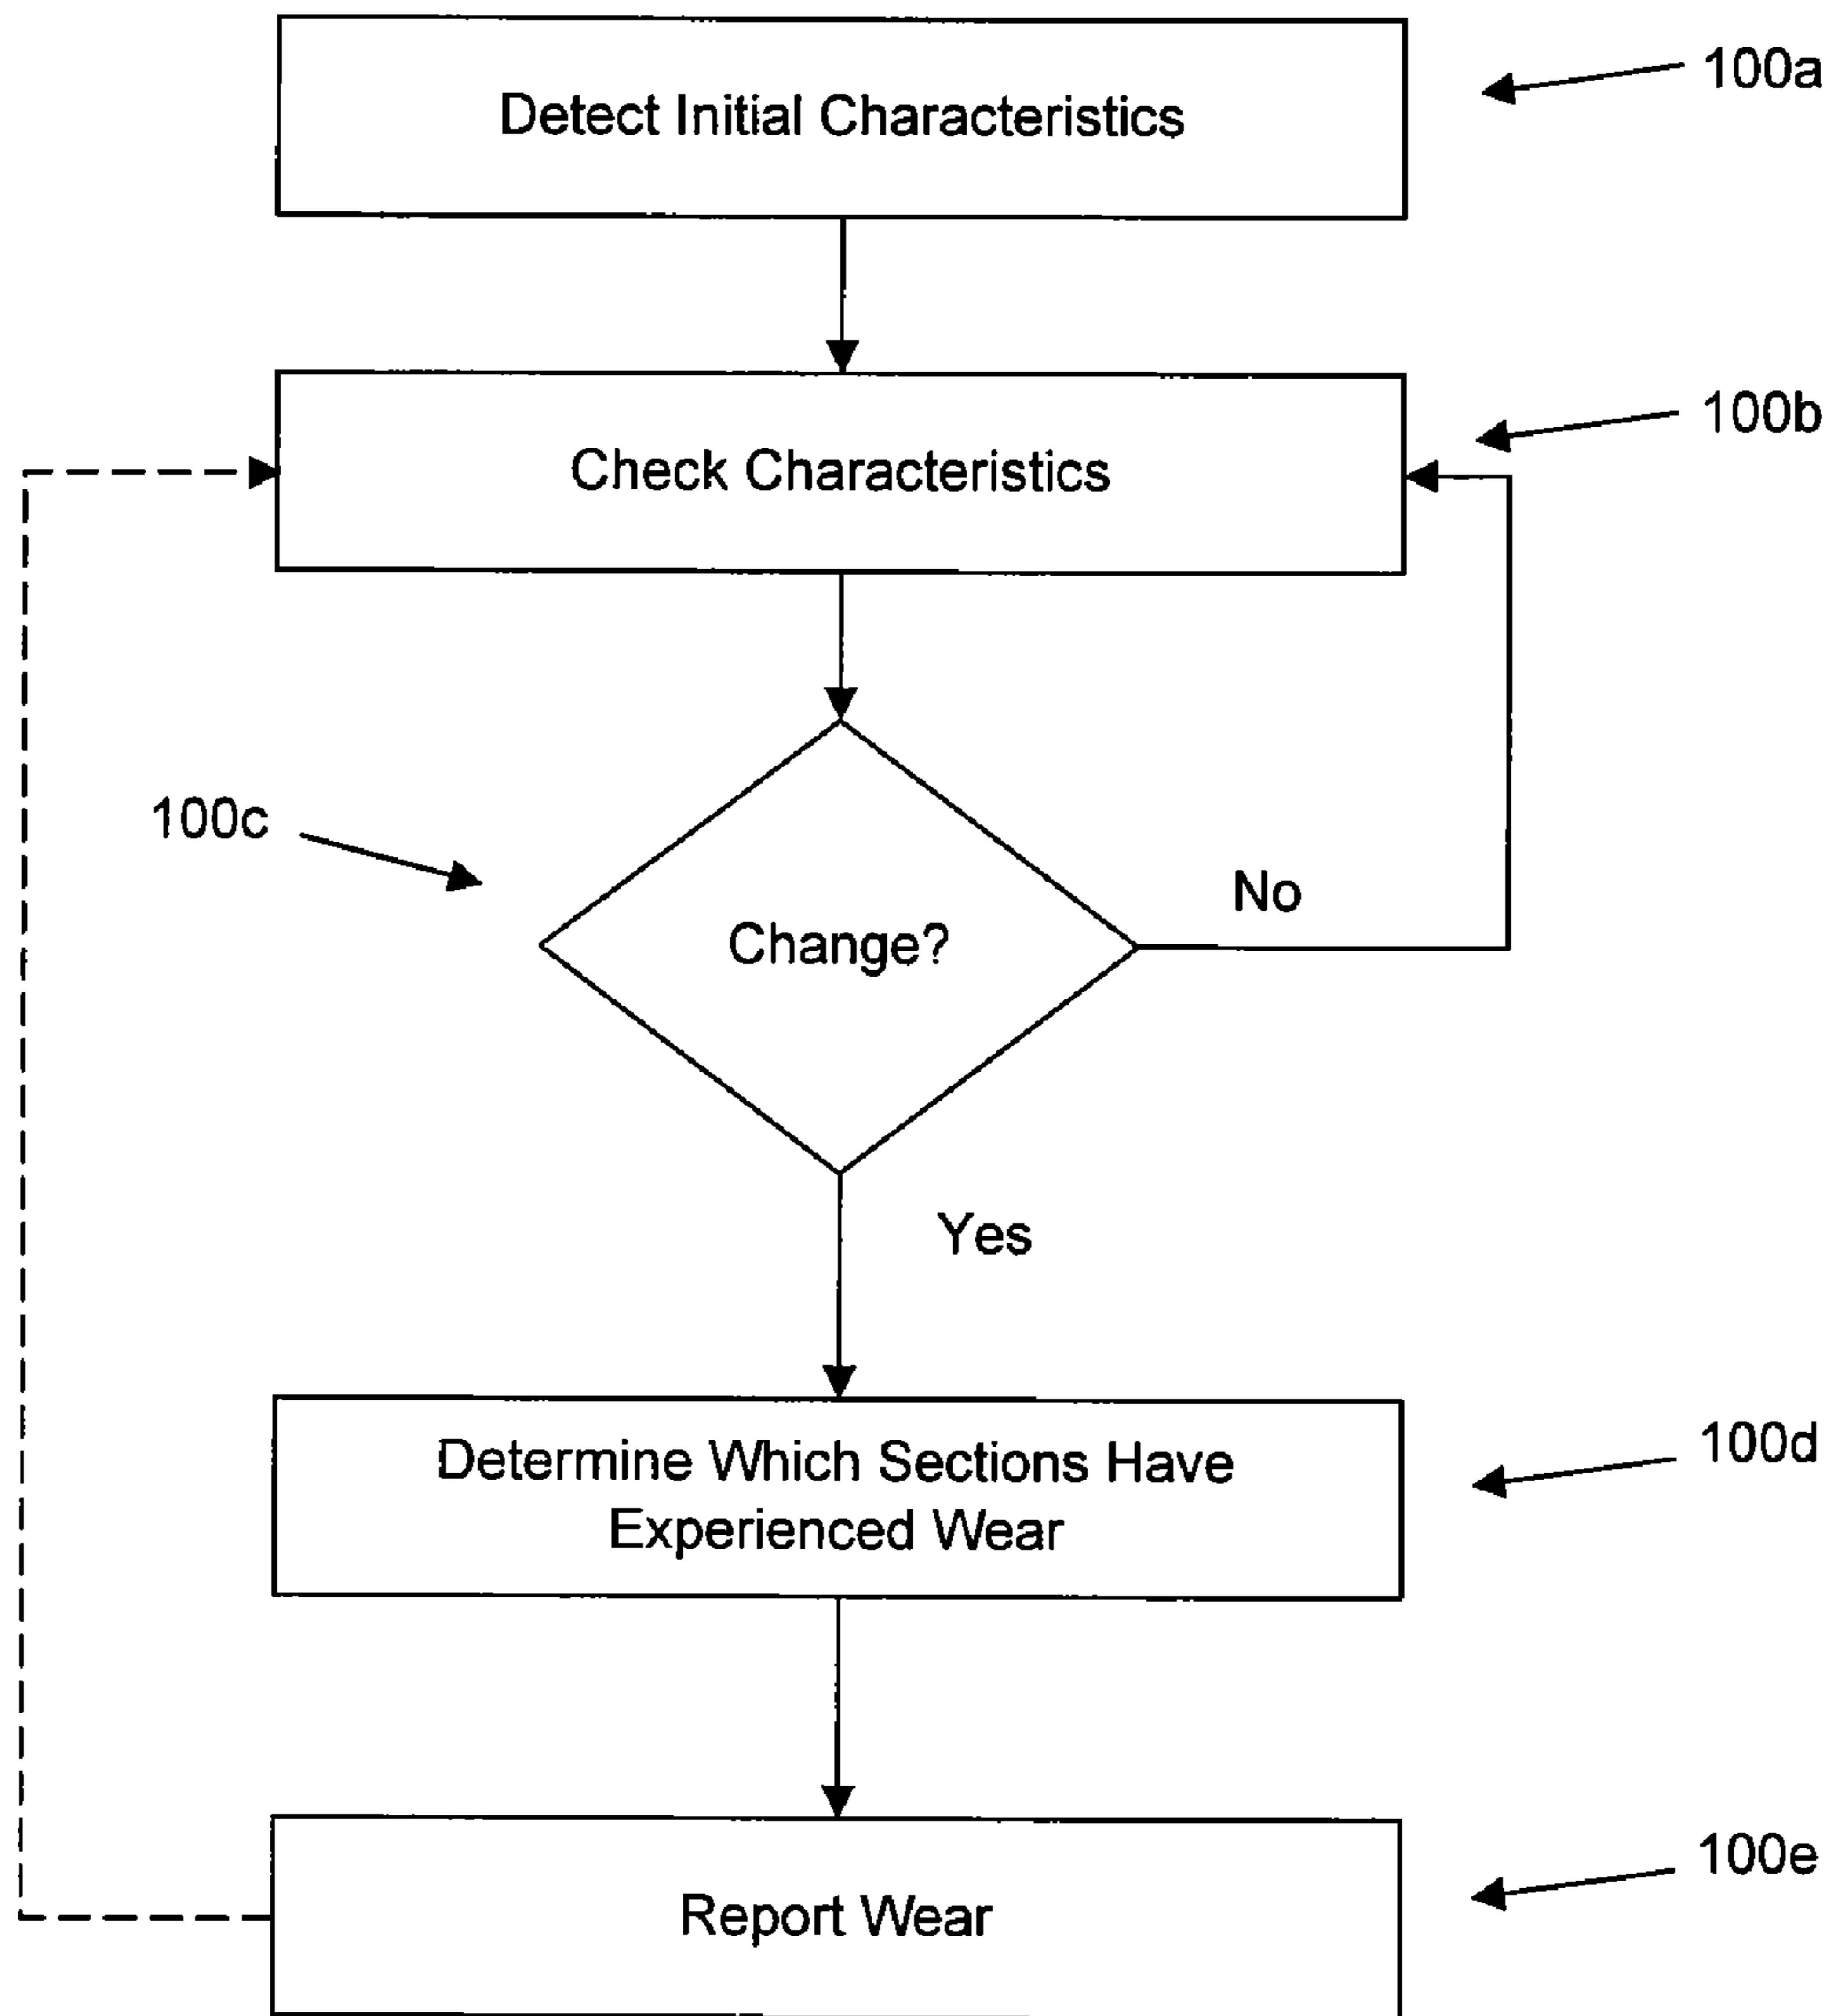 Detect Initial Characteristics
100a
Check Characteristics
100b
100c
Change?
No
Yes
Determine Which Sections Have
Experienced Wear
100d
Report Wear
100e